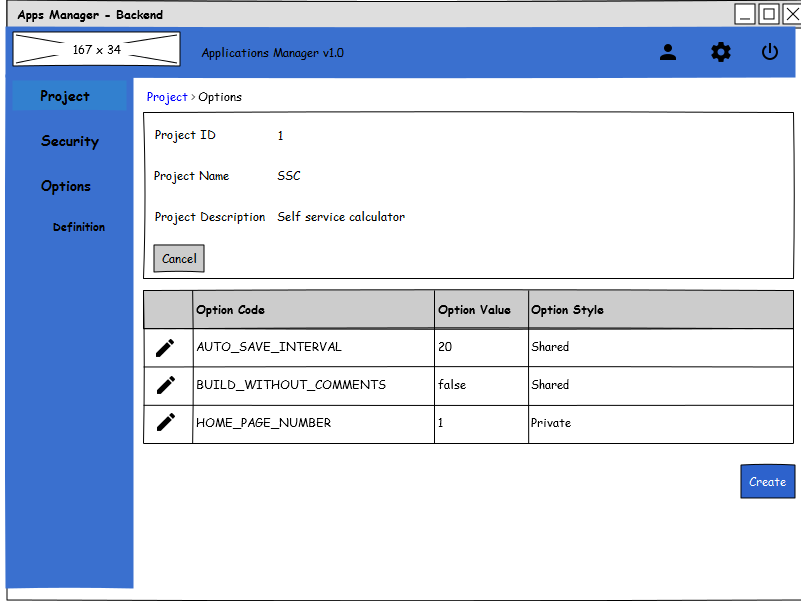 Apps Manager - Backend
167 x 34
Applications Manager v1.0
Project
Security
Options
Definition
Project > Options
Project ID 1
Project Name SSC
Project Description Self service calculator
Cancel
Option Code Option Value Option Style
AUTO_SAVE_INTERVAL 20 Shared
BUILD_WITHOUT_COMMENTS false Shared
HOME_PAGE_NUMBER 1 Private
Create